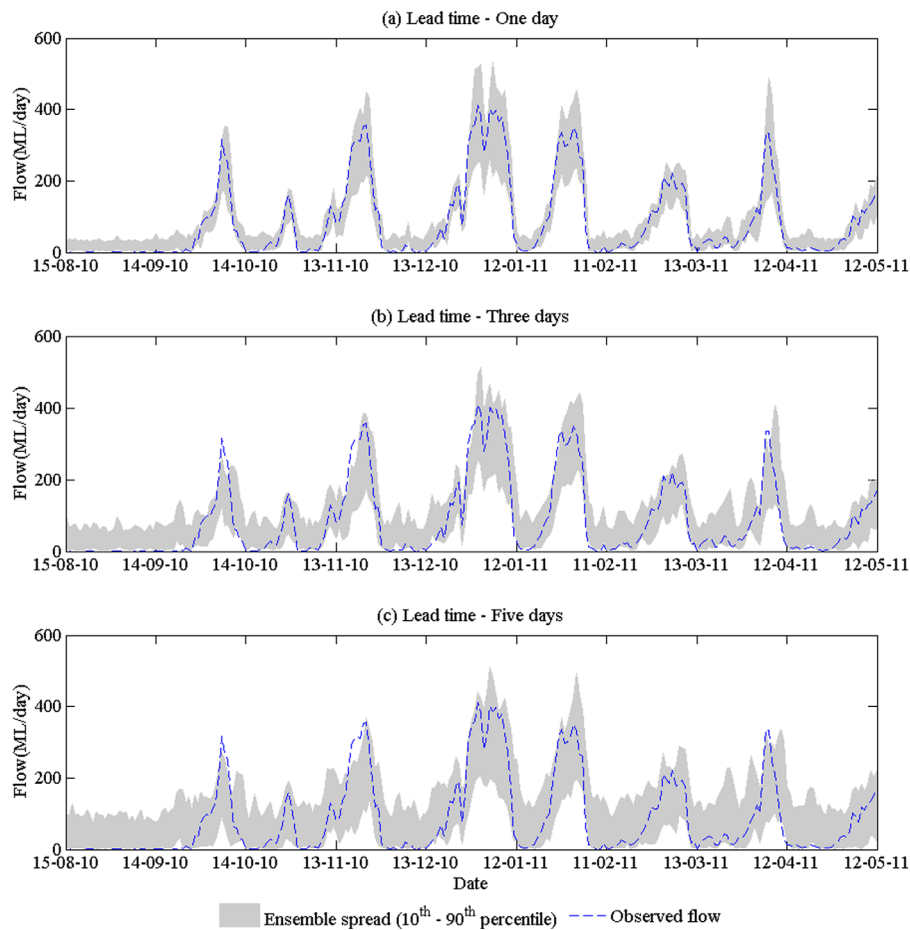 (a) Lead time - One day
600
400
200
0
Flow(ML/day)
15-08-10 14-09-10 14-10-10 13-11-10 13-12-10 12-01-11 11-02-11 13-03-11 12-04-11 12-05-11
(b) Lead time - Three days
600
400
200
0
Flow(ML/day)
15-08-10 14-09-10 14-10-10 13-11-10 13-12-10 12-01-11 11-02-11 13-03-11 12-04-11 12-05-11
(c) Lead time - Five days
600
400
200
0
Flow(ML/day)
15-08-10 14-09-10 14-10-10 13-11-10 13-12-10 12-01-11 11-02-11 13-03-11 12-04-11 12-05-11
Date
Ensemble spread (10th - 90th percentile) Observed flow